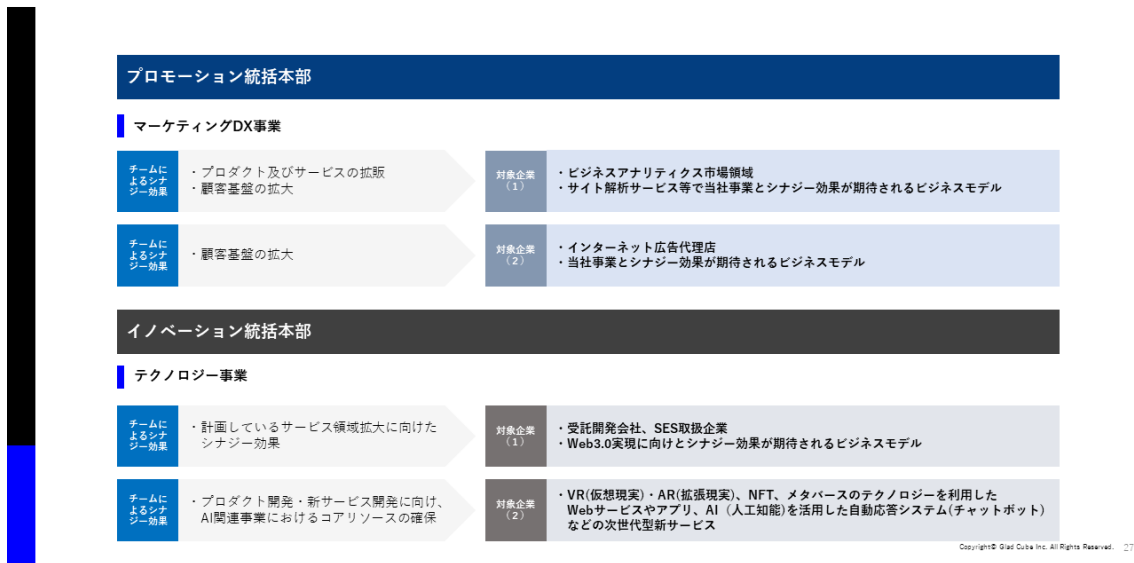 プロモーション統括本部
マーケティングDX事業
チームに
よるシナ
ジー効果
・プロダクト及びサービスの拡販
・顧客基盤の拡大
対象企業
（1）
・ビジネスアナリティクス市場領域
・サイト解析サービス等で当社事業とシナジー効果が期待されるビジネスモデル
チームに
よるシナ
ジー効果
・顧客基盤の拡大
対象企業
（2）
・インターネット広告代理店
・当社事業とシナジー効果が期待されるビジネスモデル
イノベーション統括本部
テクノロジー事業
チームに
よるシナ
ジー効果
・計画しているサービス領域拡大に向けた
シナジー効果
対象企業
（1）
・受託開発会社、SES取扱企業
・Web3.0実現に向けとシナジー効果が期待されるビジネスモデル
チームに
よるシナ
ジー効果
・プロダクト開発・新サービス開発に向け、
AI関連事業におけるコアリソースの確保
対象企業
（2）
・VR(仮想現実)・AR(拡張現実)、NFT、メタバースのテクノロジーを利用した
Webサービスやアプリ、AI（人工知能)を活用した自動応答システム(チャットボット)
などの次世代型新サービス
Copyright© Glad Cube Inc. All Rights Reserved.
27